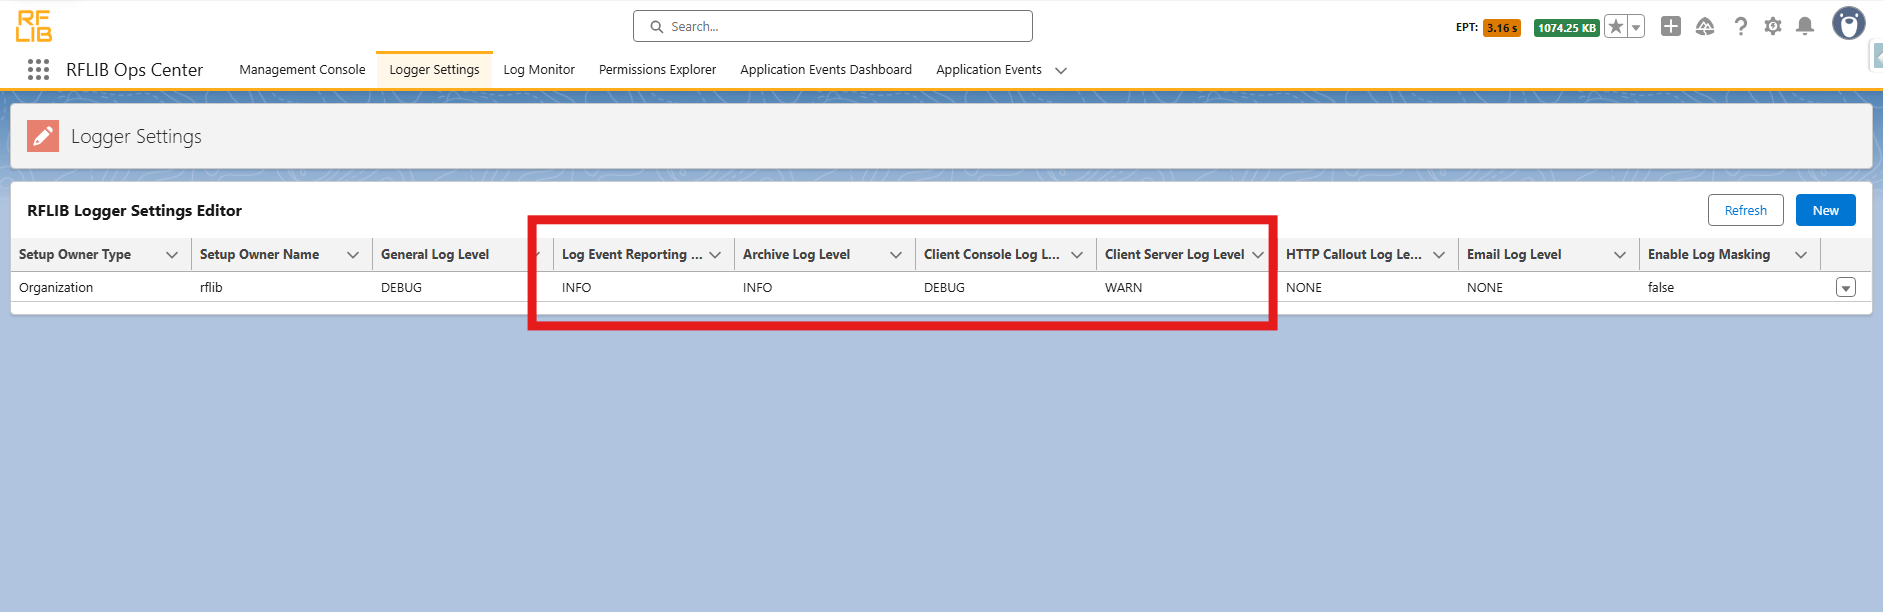 RF
LIB
Search...
EPT: 3.16 s 1074.25 KB
RFLIB Ops Center Management Console Logger Settings Log Monitor Permissions Explorer Application Events Dashboard Application Events
Logger Settings
RFLIB Logger Settings Editor
Refresh New
Setup Owner Type Setup Owner Name General Log Level Log Event Reporting ... Archive Log Level Client Console Log L... Client Server Log Level HTTP Callout Log Le... Email Log Level Enable Log Masking
Organization rflib DEBUG INFO INFO DEBUG WARN NONE NONE false